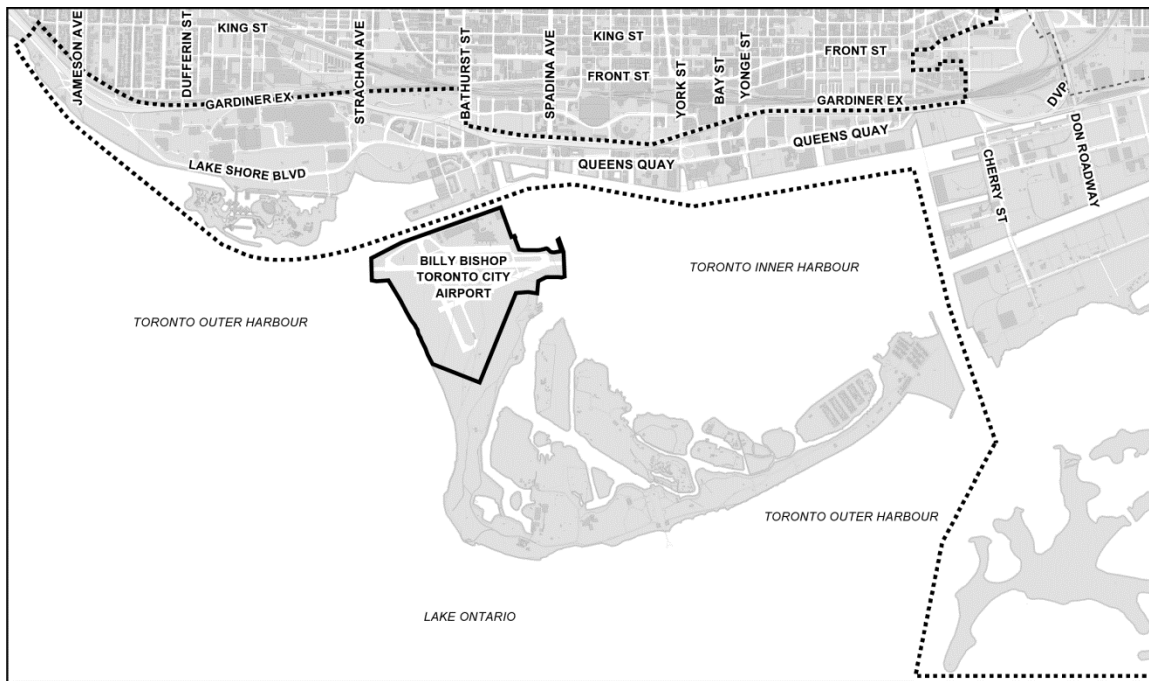 JAMESON AVE
DUFFERIN ST
KING ST
STRACHAN AVE
BATHURST ST
SPADINA AVE
KING ST
FRONT ST
YORK ST
BAY ST
YONGE ST
FRONT ST
GARDINER EX
GARDINER EX
DVP
DON ROADWAY
LAKE SHORE BLVD
QUEENS QUAY
QUEENS QUAY
CHERRY ST
BILLY BISHOP
TORONTO CITY
AIRPORT
TORONTO INNER HARBOUR
TORONTO OUTER HARBOUR
TORONTO OUTER HARBOUR
LAKE ONTARIO